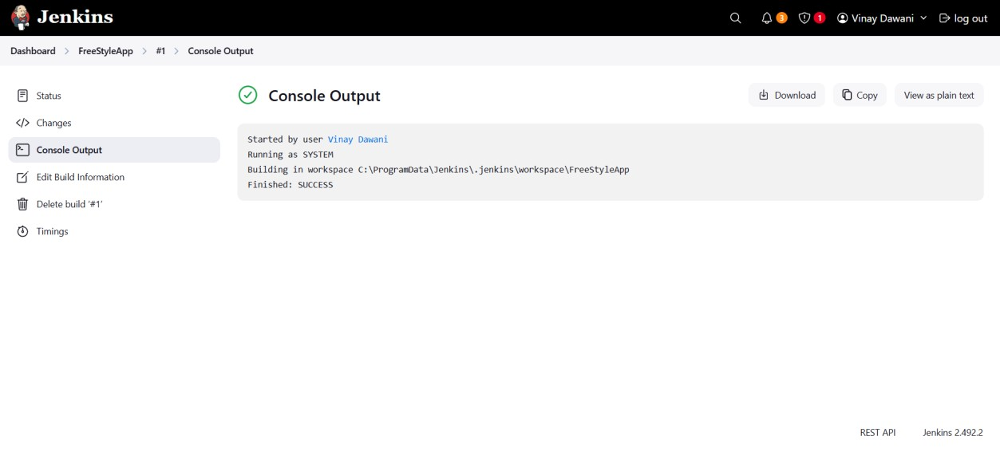 Jenkins
3
1
Vinay Dawani
log out
Dashboard > FreeStyleApp > #1 > Console Output
Status
Changes
Console Output
Edit Build Information
Delete build ‘#1’
Timings
Console Output
Download
Copy
View as plain text
Started by user Vinay Dawani
Running as SYSTEM
Building in workspace C:\ProgramData\Jenkins\.jenkins\workspace\FreeStyleApp
Finished: SUCCESS
REST API
Jenkins 2.492.2